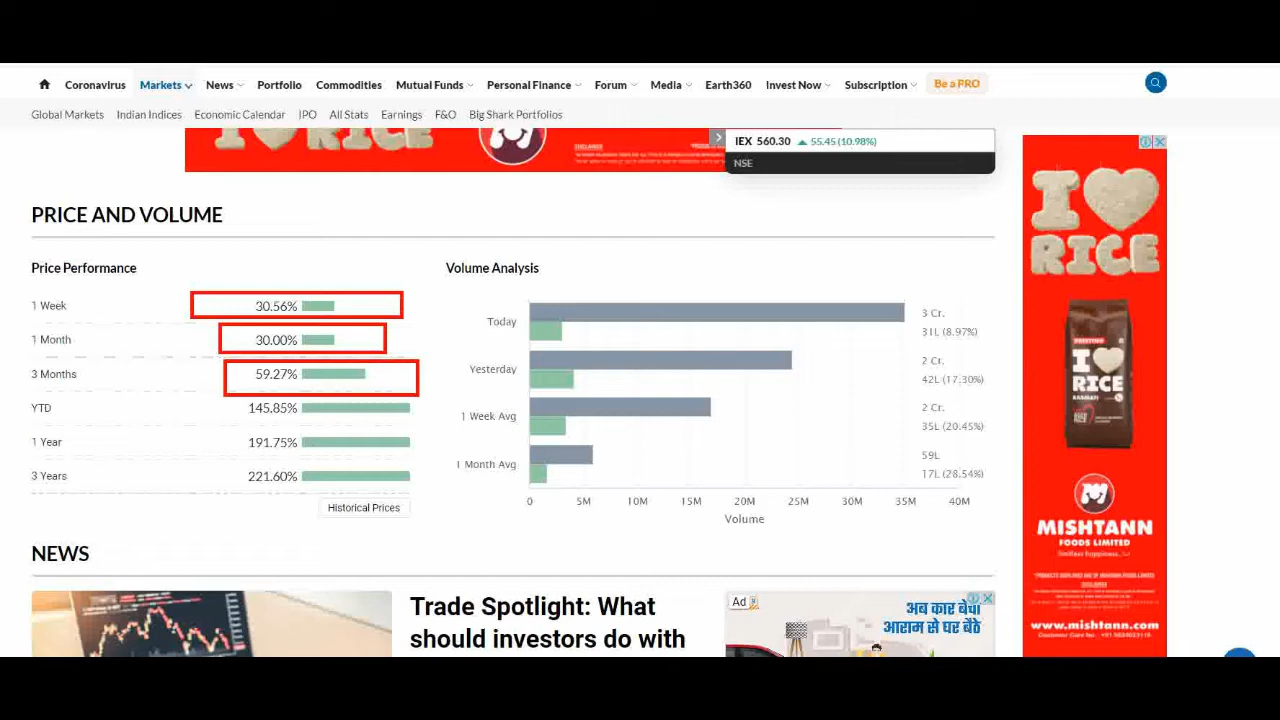 Coronavirus Markets News Portfolio Commodities Mutual Funds Personal Finance Forum Media Earth360 Invest Now Subscription Be a PRO
Global Markets Indian Indices Economic Calendar IPO All Stats Earnings F&O Big Shark Portfolios
IEX 560.30 55.45 (10.98%)
NSE
PRICE AND VOLUME
Price Performance
1 Week 30.56%
1 Month 30.00%
3 Months 59.27%
YTD 145.85%
1 Year 191.75%
3 Years 221.60%
Historical Prices
Volume Analysis
Today 3 Cr.
31L (8.97%)
Yesterday 2 Cr.
42L (17.30%)
1 Week Avg 2 Cr.
35L (20.45%)
1 Month Avg 59L
17L (28.54%)
0 5M 10M 15M 20M 25M 30M 35M 40M
Volume
NEWS
Trade Spotlight: What
should investors do with
Ad
अब कार बेचो
आराम से घर बैठे
I
RICE
I
RICE
MISHTANN
FOODS LIMITED
www.mishtann.com